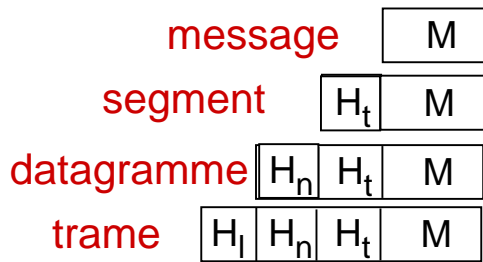 message M
segment Ht M
datagramme Hn Ht M
trame Hl Hn Ht M